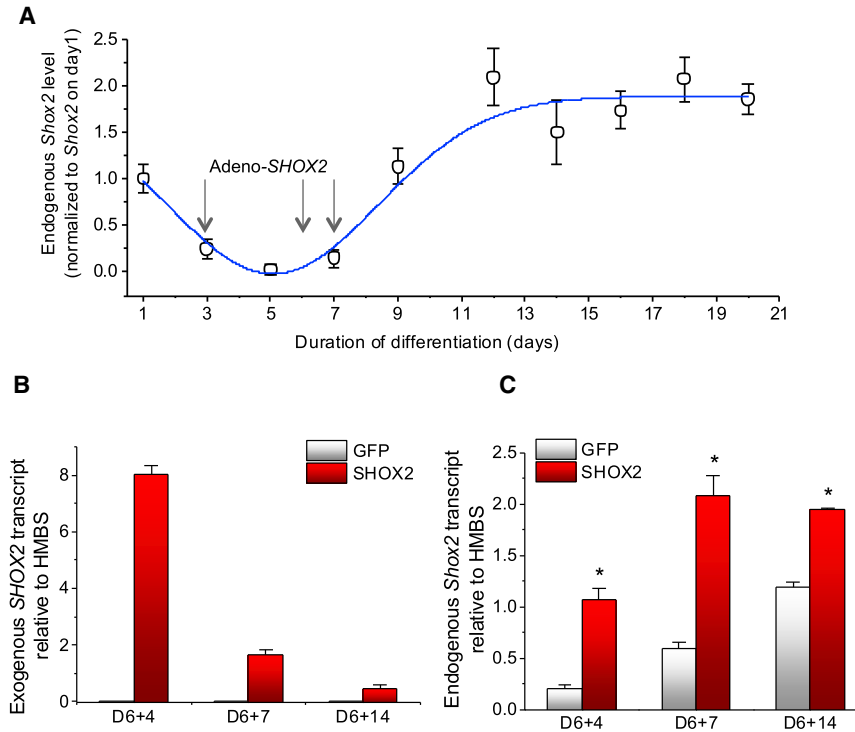 A
Endogenous Shox2 level
(normalized to Shox2 on day1)
2.5
2.0
1.5
1.0
0.5
0.0
Adeno-SHOX2
1 3 5 7 9 11 13 15 17 19 21
Duration of differentiation (days)
B
Exogenous SHOX2 transcript
relative to HMBS
8
6
4
2
0
GFP
SHOX2
D6+4 D6+7 D6+14
C
Endogenous Shox2 transcript
relative to HMBS
2.5
2.0
1.5
1.0
0.5
0.0
GFP
SHOX2
*
*
*
D6+4 D6+7 D6+14